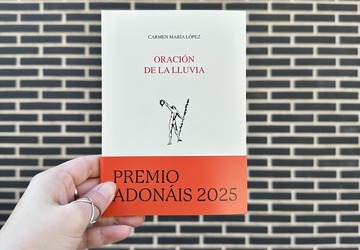 CARMEN MARÍA LÓPEZ
ORACIÓN
DE LA LLUVIA
PREMIO
ADONÁIS 2025